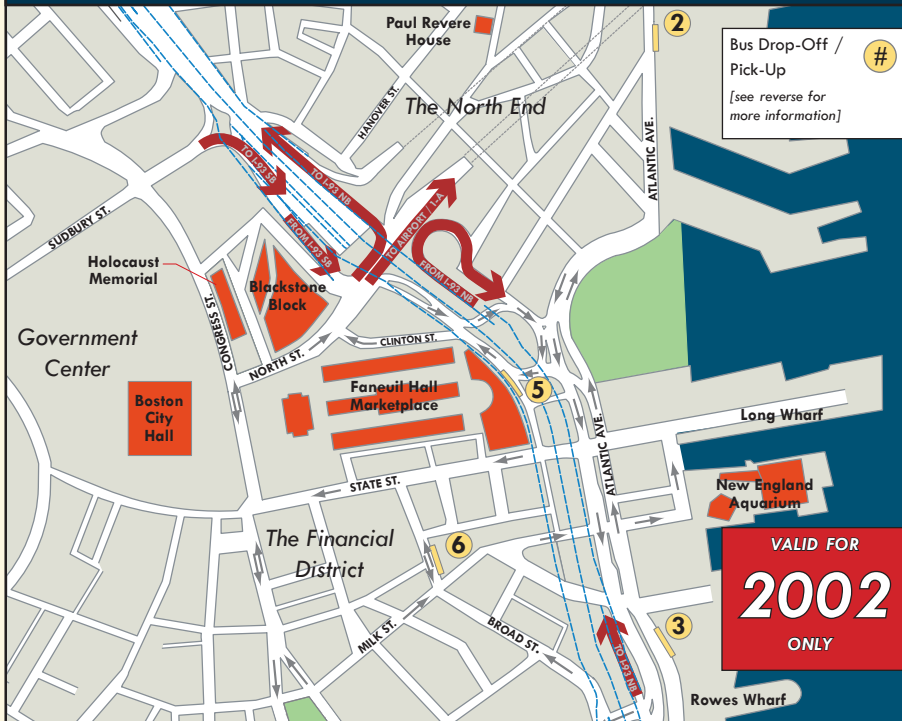 Paul Revere
House
2
Bus Drop-Off /
Pick-Up
#
[see reverse for
more information]
HANOVER ST.
The North End
ATLANTIC AVE.
TO I-93 SB
TO I-93 NB
SUDBURY ST.
FROM I-93 SB
TO AIRPORT / 1-A
FROM I-93 NB
Holocaust
Memorial
Blackstone
Block
CONGRESS ST.
Government
Center
NORTH ST.
CLINTON ST.
Faneuil Hall
Marketplace
5
Boston
City
Hall
Long Wharf
ATLANTIC AVE.
STATE ST.
New England
Aquarium
The Financial
District
6
VALID FOR
2002
ONLY
MILK ST.
BROAD ST.
3
TO I-93 NB
Rowes Wharf